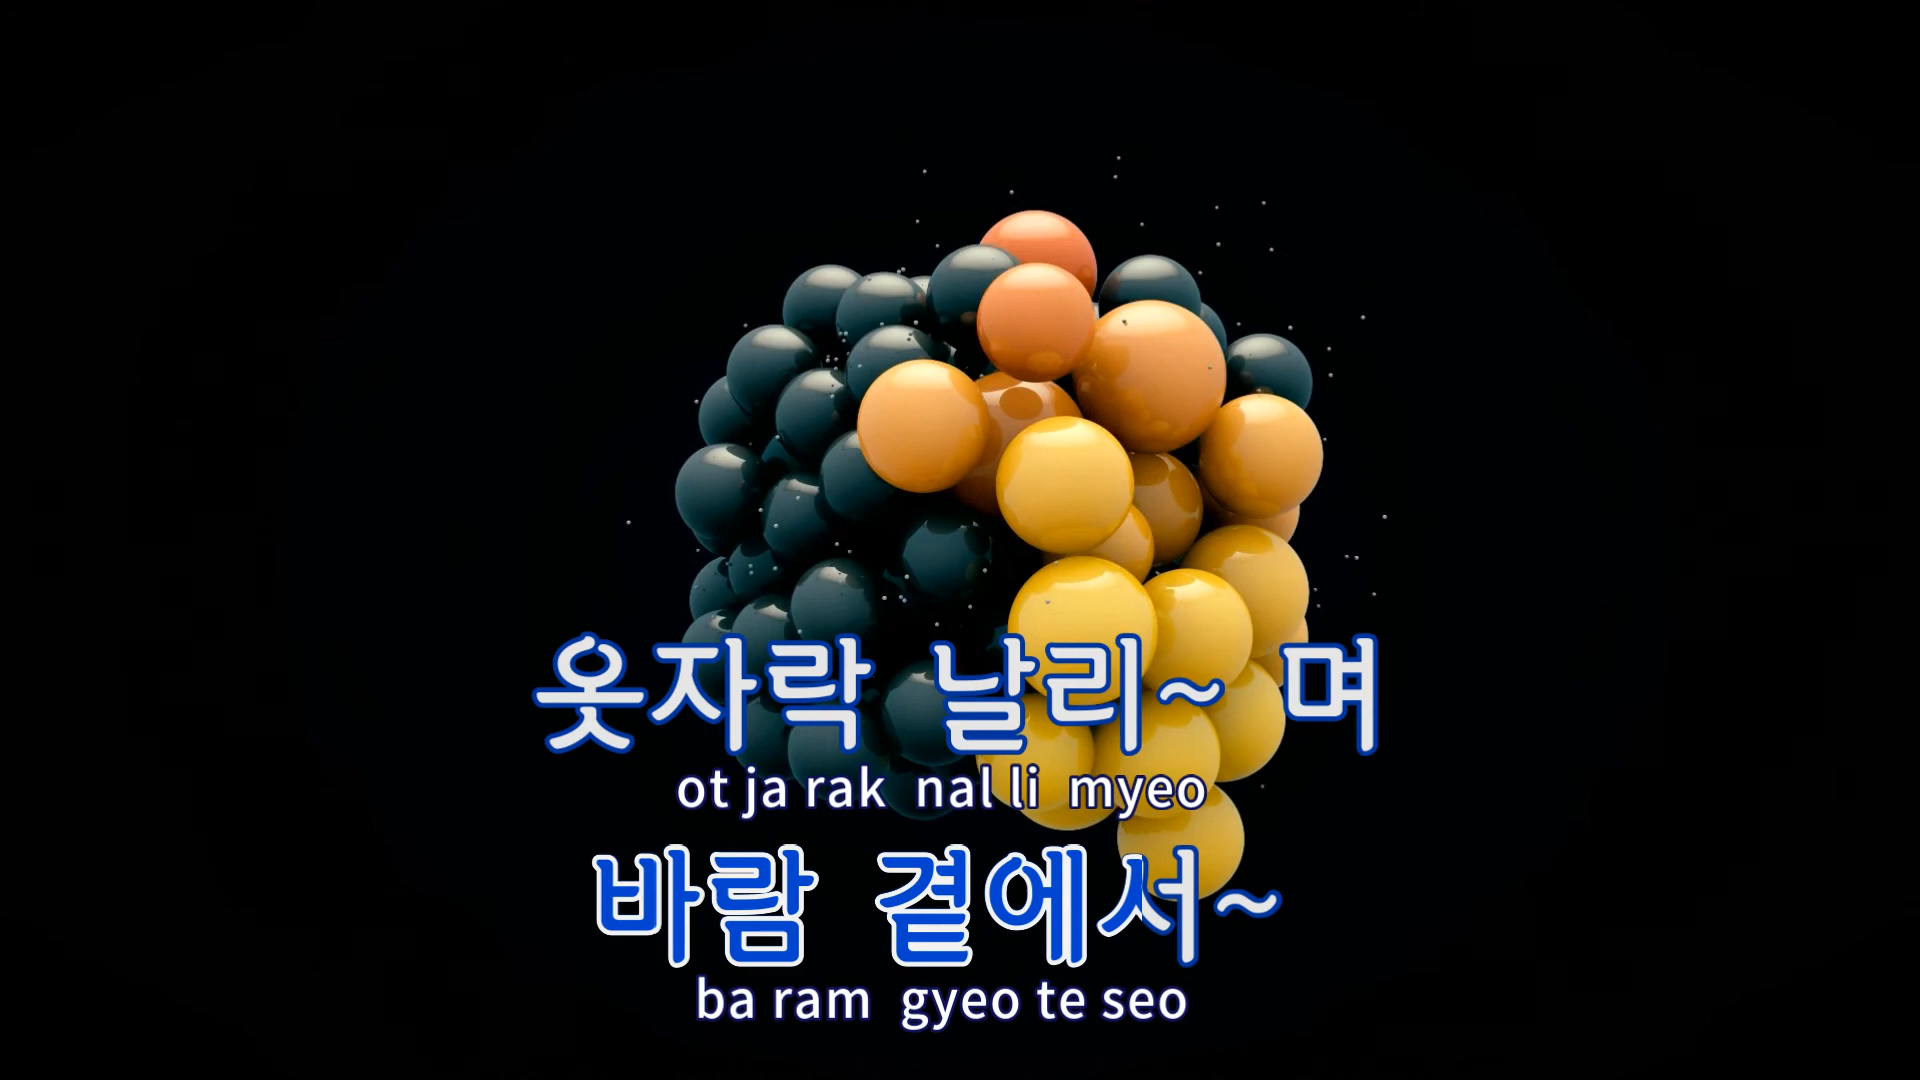 옷자락 날리~ 며
ot ja rak nal li myeo
바람 곁에서~
ba ram gyeo te seo